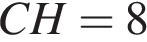 CH = 8